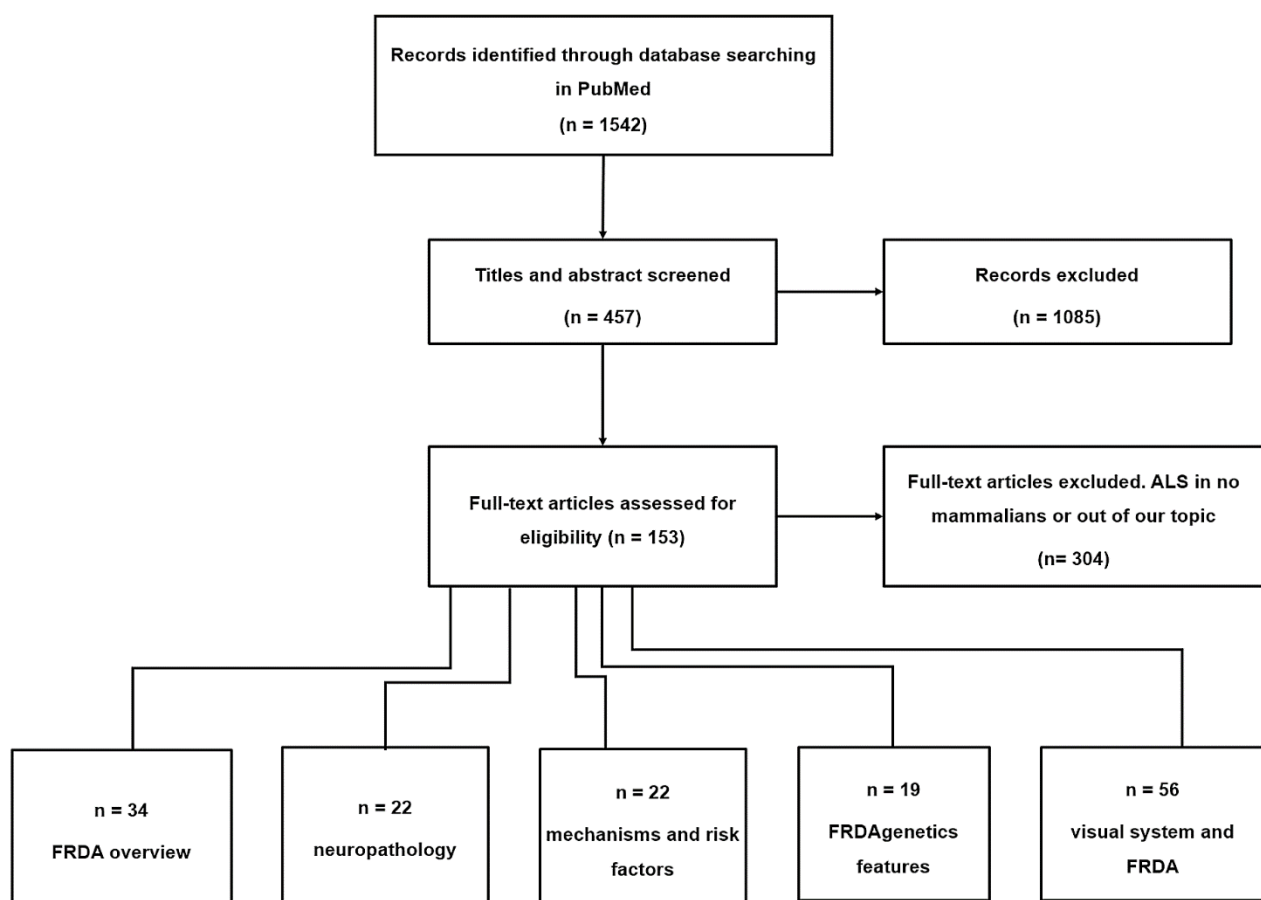 Records identified through database searching
in PubMed
(n = 1542)
Titles and abstract screened
(n = 457)
Records excluded
(n = 1085)
Full-text articles assessed for
eligibility (n = 153)
Full-text articles excluded. ALS in no
mammalians or out of our topic
(n= 304)
n = 34
FRDA overview
n = 22
neuropathology
n = 22
mechanisms and risk
factors
n = 19
FRDAgenetics
features
n = 56
visual system and
FRDA